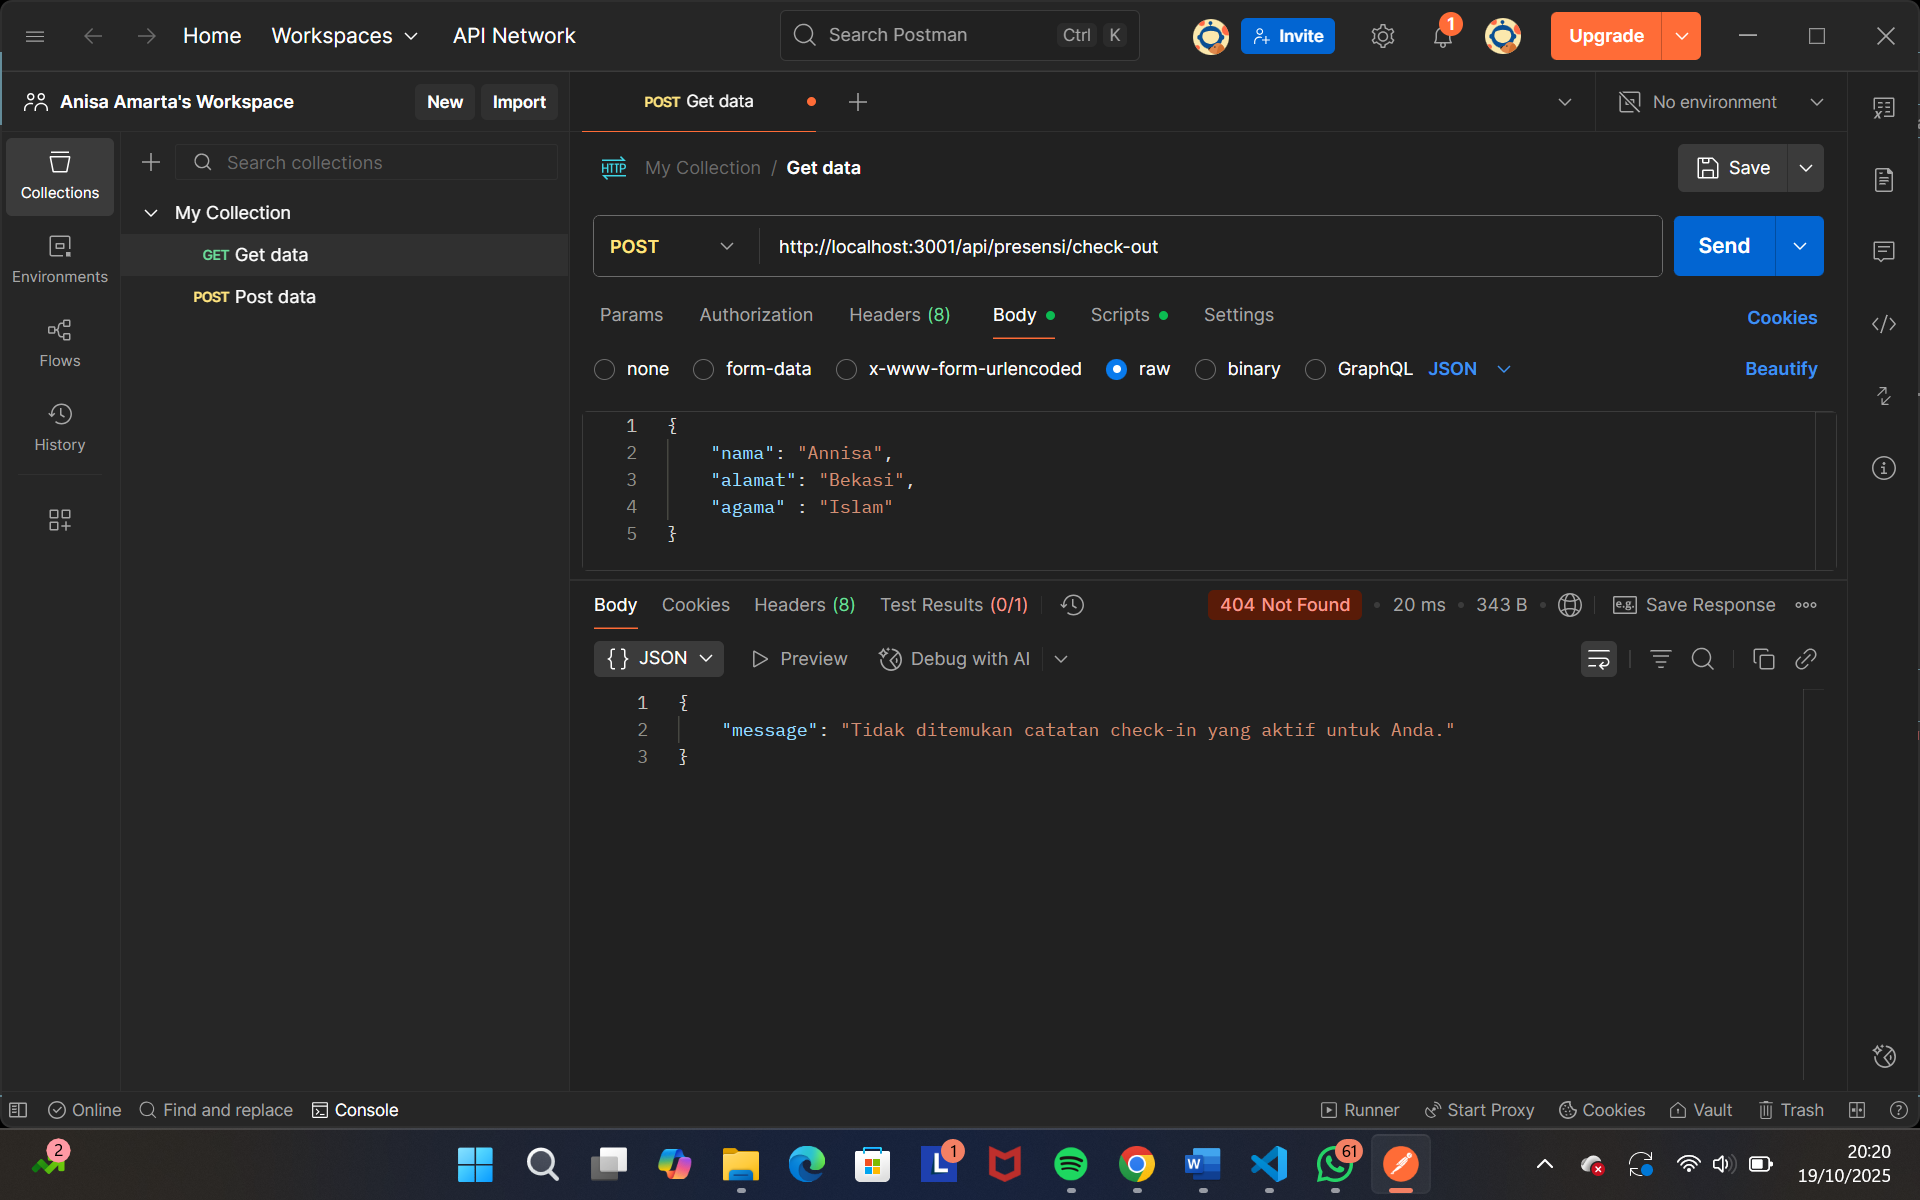 Home Workspaces API Network Search Postman Ctrl K Invite 1 Upgrade
Anisa Amarta's Workspace New Import POST Get data No environment
Collections
Environments
Flows
History
Search collections
My Collection
GET Get data
POST Post data
HTTP My Collection / Get data Save
POST http://localhost:3001/api/presensi/check-out Send
Params Authorization Headers (8) Body Scripts Settings Cookies
none form-data x-www-form-urlencoded raw binary GraphQL JSON Beautify
1 {
2 "nama": "Annisa",
3 "alamat": "Bekasi",
4 "agama" : "Islam"
5 }
Body Cookies Headers (8) Test Results (0/1) 404 Not Found 20 ms 343 B e.g. Save Response
{} JSON Preview Debug with AI
1 {
2 "message": "Tidak ditemukan catatan check-in yang aktif untuk Anda."
3 }
Online Find and replace Console Runner Start Proxy Cookies Vault Trash
2 L 1 W 61 20:20
19/10/2025